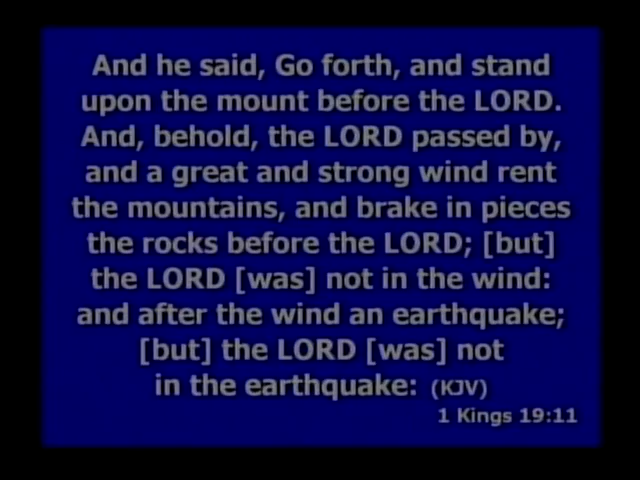 And he said, Go forth, and stand
upon the mount before the LORD.
And, behold, the LORD passed by,
and a great and strong wind rent
the mountains, and brake in pieces
the rocks before the LORD; [but]
the LORD [was] not in the wind:
and after the wind an earthquake;
[but] the LORD [was] not
in the earthquake: (KJV)
1 Kings 19:11